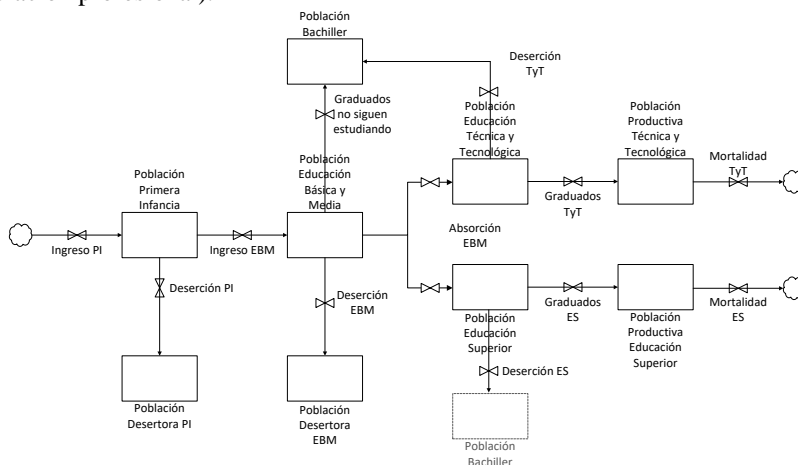 Población
Bachiller
Deserción
TyT
Graduados
no siguen
estudiando
Población
Educación
Técnica y
Tecnológica
Población
Productiva
Técnica y
Tecnológica
Mortalidad
TyT
Población
Primera
Infancia
Población
Educación
Básica y
Media
Graduados
TyT
Absorción
EBM
Ingreso PI
Ingreso EBM
Deserción PI
Deserción
EBM
Graduados
ES
Mortalidad
ES
Población
Educación
Superior
Población
Productiva
Educación
Superior
Deserción ES
Población
Desertora PI
Población
Desertora
EBM
Población
Bachiller